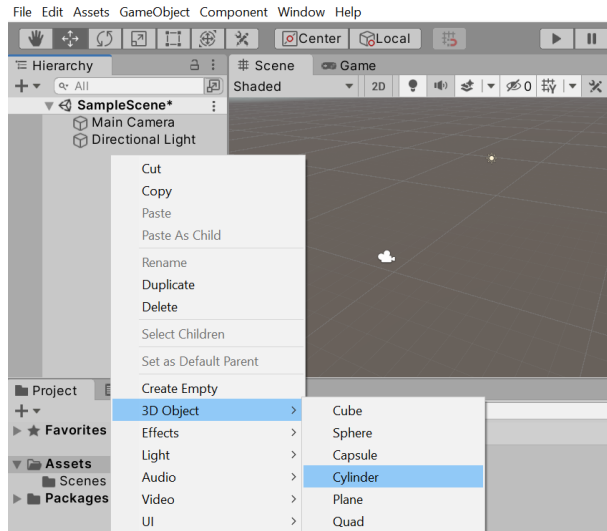 File Edit Assets GameObject Component Window Help
Center Local
Hierarchy
All
SampleScene*
Main Camera
Directional Light
Scene Game
Shaded 2D 0
Cut
Copy
Paste
Paste As Child
Rename
Duplicate
Delete
Select Children
Set as Default Parent
Create Empty
3D Object
Effects
Light
Audio
Video
UI
Cube
Sphere
Capsule
Cylinder
Plane
Quad
Project
Favorites
Assets
Scenes
Packages